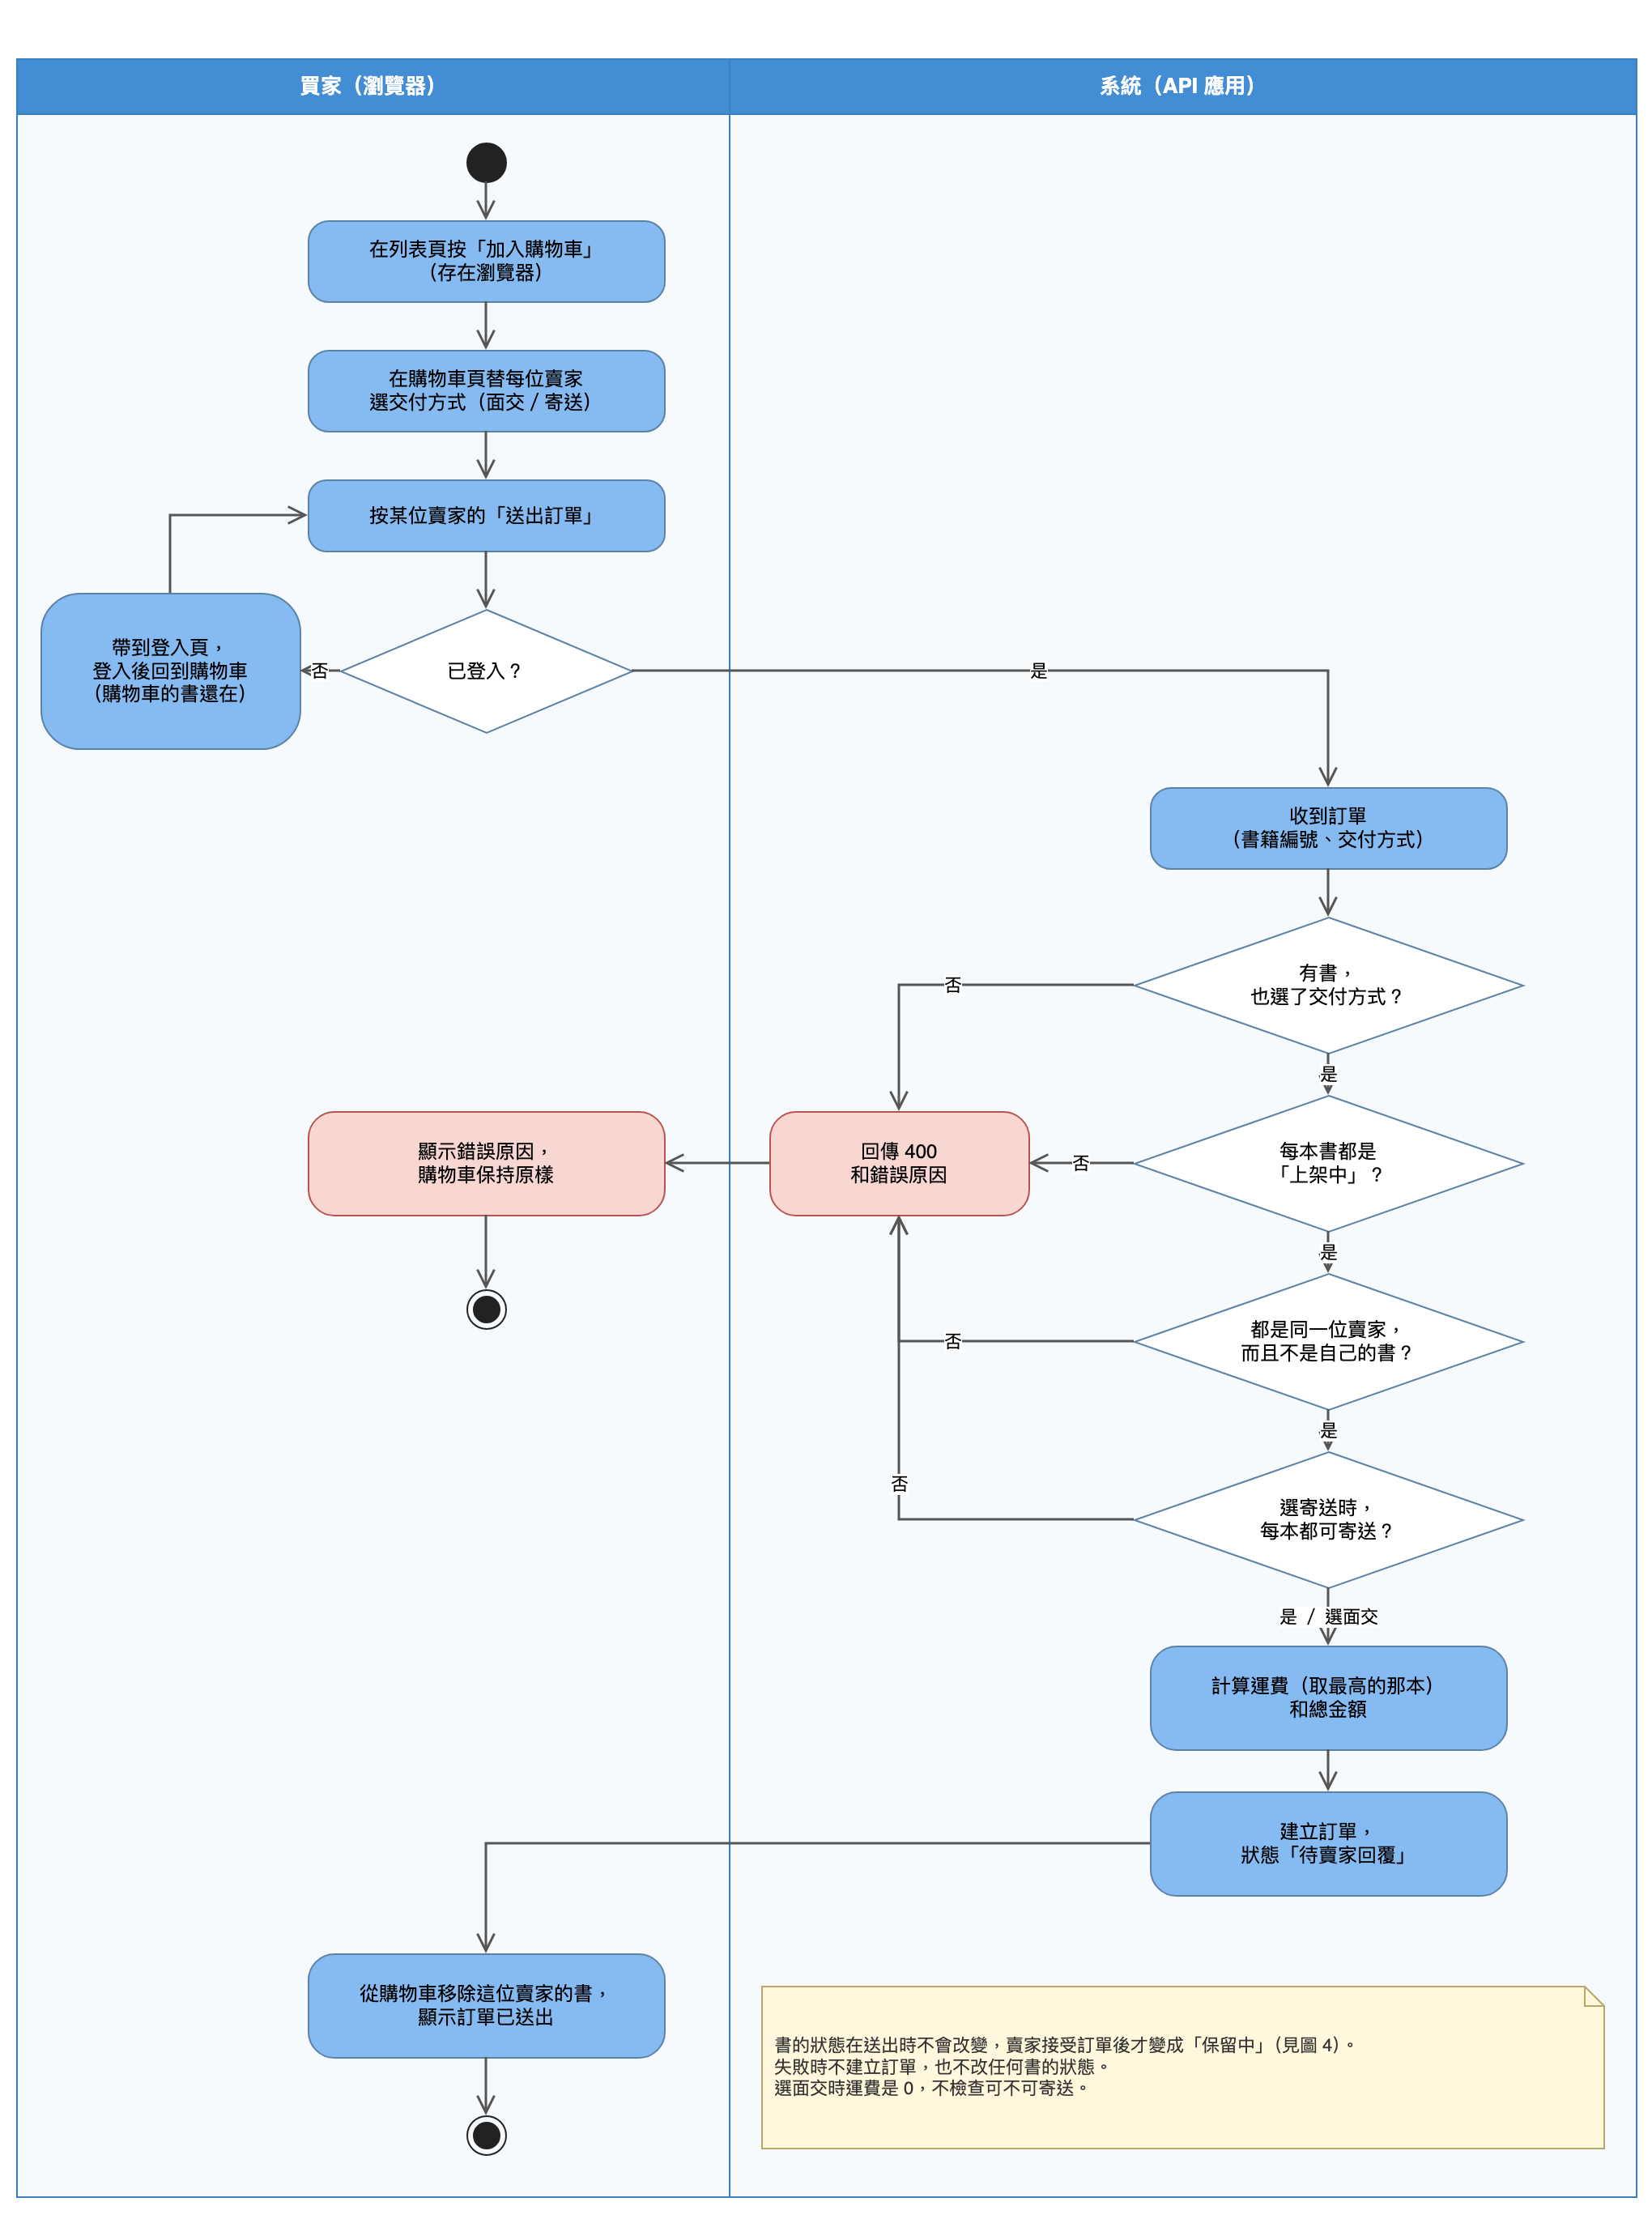 買家（瀏覽器）
系統（API 應用）
在列表頁按「加入購物車」
（存在瀏覽器）
在購物車頁替每位賣家
選交付方式（面交 / 寄送）
按某位賣家的「送出訂單」
帶到登入頁，
登入後回到購物車
（購物車的書還在）
否
已登入？
是
收到訂單
（書籍編號、交付方式）
有書，
也選了交付方式？
否
是
顯示錯誤原因，
購物車保持原樣
回傳 400
和錯誤原因
否
每本書都是
「上架中」？
是
都是同一位賣家，
而且不是自己的書？
否
是
否
選寄送時，
每本都可寄送？
是 / 選面交
計算運費（取最高的那本）
和總金額
建立訂單，
狀態「待賣家回覆」
從購物車移除這位賣家的書，
顯示訂單已送出
書的狀態在送出時不會改變，賣家接受訂單後才變成「保留中」（見圖 4）。
失敗時不建立訂單，也不改任何書的狀態。
選面交時運費是 0，不檢查可不可寄送。